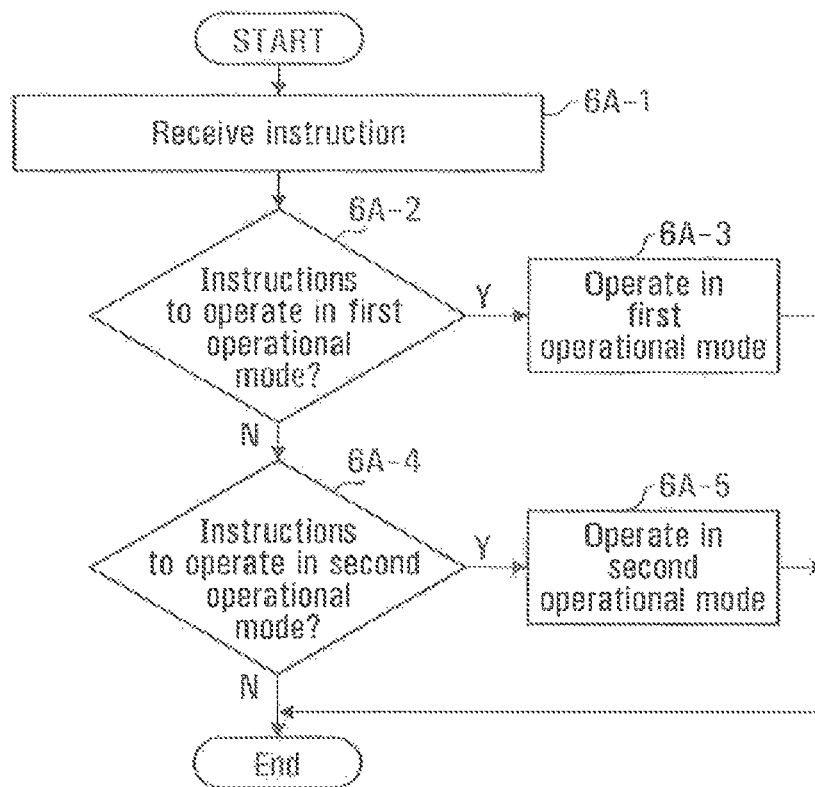 START
6A-1
Receive instruction
6A-2
Instructions
to operate in first
operational
mode?
Y
6A-3
Operate in
first
operational mode
N
6A-4
Instructions
to operate in second
operational
mode?
Y
6A-5
Operate in
second
operational mode
N
End